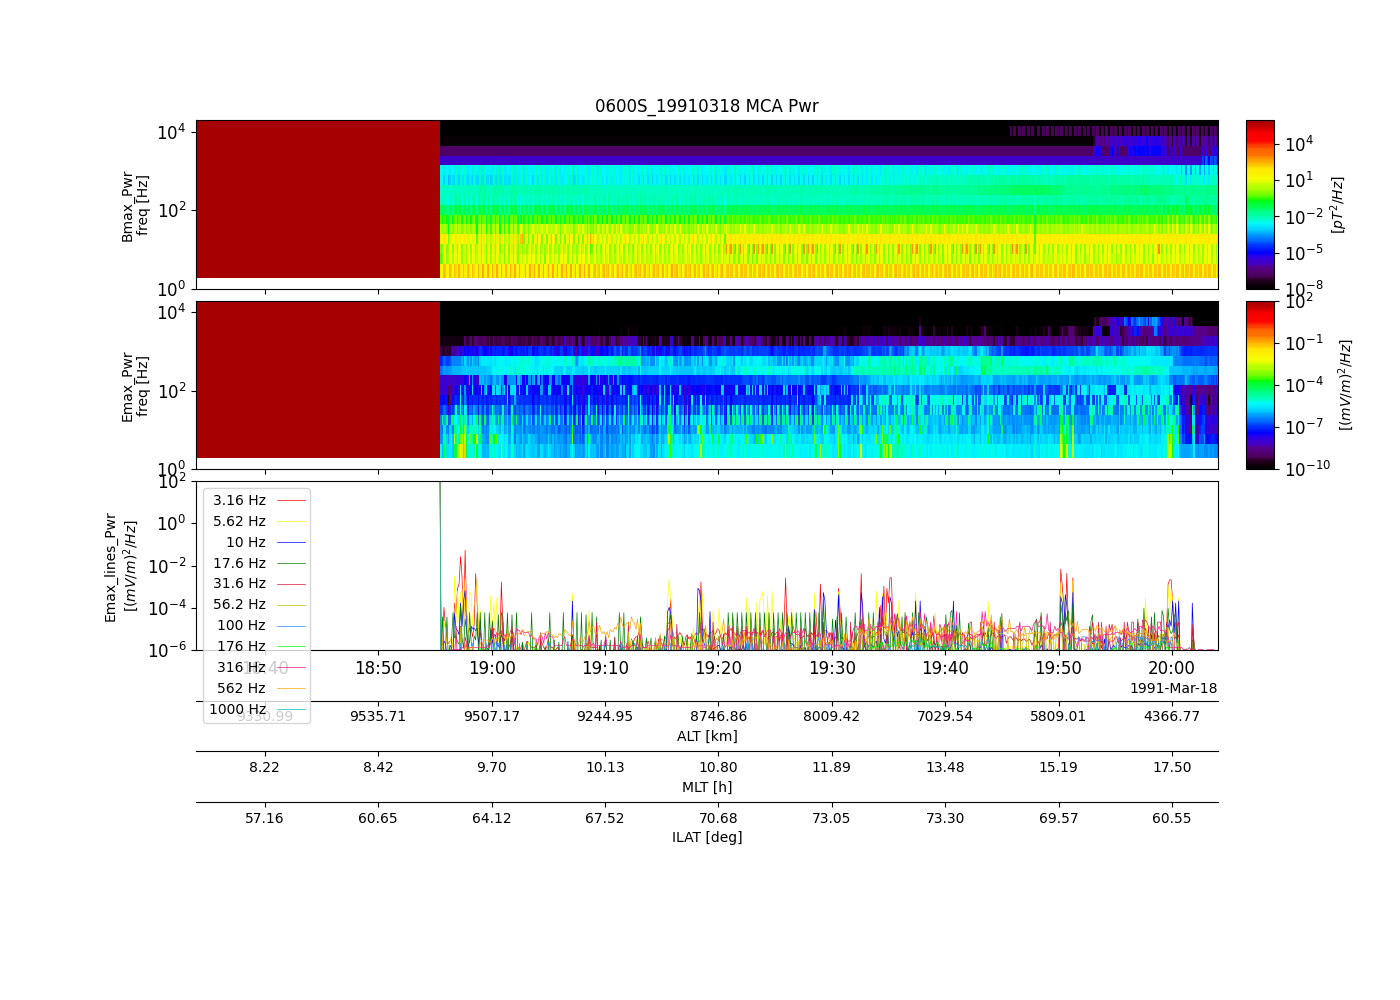 0600S_19910318 MCA Pwr
Bmax_Pwr
freq [Hz]
10^4
10^2
10^0
10^4
10^1
10^-2
10^-5
10^-8
[pT^2/Hz]
Emax_Pwr
freq [Hz]
10^4
10^2
10^0
10^2
10^-1
10^-4
10^-7
10^-10
[(mV/m)^2/Hz]
Emax_lines_Pwr
[(mV/m)^2/Hz]
10^2
10^0
10^-2
10^-4
10^-6
3.16 Hz
5.62 Hz
10 Hz
17.6 Hz
31.6 Hz
56.2 Hz
100 Hz
176 Hz
316 Hz
562 Hz
1000 Hz
18:40 18:50 19:00 19:10 19:20 19:30 19:40 19:50 20:00
1991-Mar-18
9330.99 9535.71 9507.17 9244.95 8746.86 8009.42 7029.54 5809.01 4366.77
ALT [km]
8.22 8.42 9.70 10.13 10.80 11.89 13.48 15.19 17.50
MLT [h]
57.16 60.65 64.12 67.52 70.68 73.05 73.30 69.57 60.55
ILAT [deg]